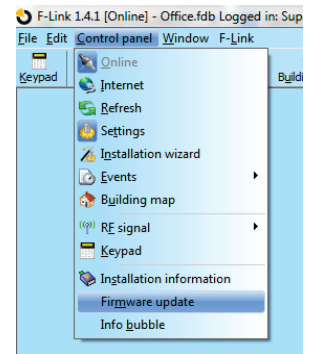 F-Link 1.4.1 [Online] - Office.fdb Logged in: Sup
File Edit Control panel Window F-Link
Keypad
Online
Internet
Refresh
Settings
Installation wizard
Events
Building map
RF signal
Keypad
Installation information
Firmware update
Info bubble
Buildi